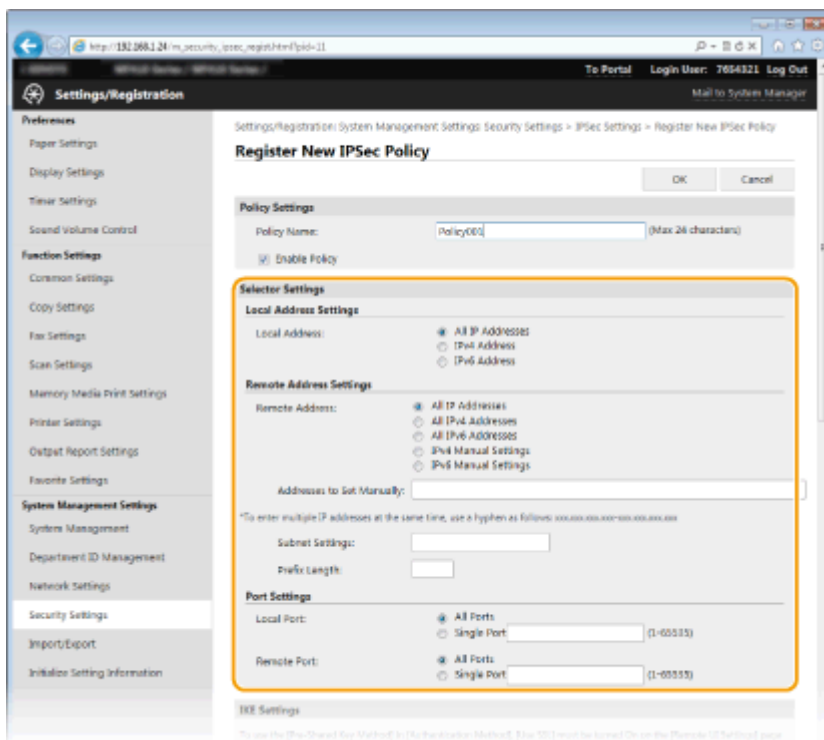 http://192.168.1.24/m_security_ipsec_regist.html?pid=11
To Portal Login User: 7654321 Log Out
Settings/Registration
Mail to System Manager
Preferences
Paper Settings
Display Settings
Timer Settings
Sound Volume Control
Function Settings
Common Settings
Copy Settings
Fax Settings
Scan Settings
Memory Media Print Settings
Printer Settings
Output Report Settings
Favorite Settings
System Management Settings
System Management
Department ID Management
Network Settings
Security Settings
Import/Export
Initialize Setting Information
Settings/Registration: System Management Settings: Security Settings > IPSec Settings > Register New IPSec Policy
Register New IPSec Policy
OK Cancel
Policy Settings
Policy Name: Policy001 (Max 24 characters)
Enable Policy
Selector Settings
Local Address Settings
Local Address: All IP Addresses
IPv4 Address
IPv6 Address
Remote Address Settings
Remote Address: All IP Addresses
All IPv4 Addresses
All IPv6 Addresses
IPv4 Manual Settings
IPv6 Manual Settings
Addresses to Set Manually:
*To enter multiple IP addresses at the same time, use a hyphen as follows: xxx.xxx.xxx.xxx-xxx.xxx.xxx.xxx
Subnet Settings:
Prefix Length:
Port Settings
Local Port: All Ports
Single Port (1-65535)
Remote Port: All Ports
Single Port (1-65535)
IKE Settings